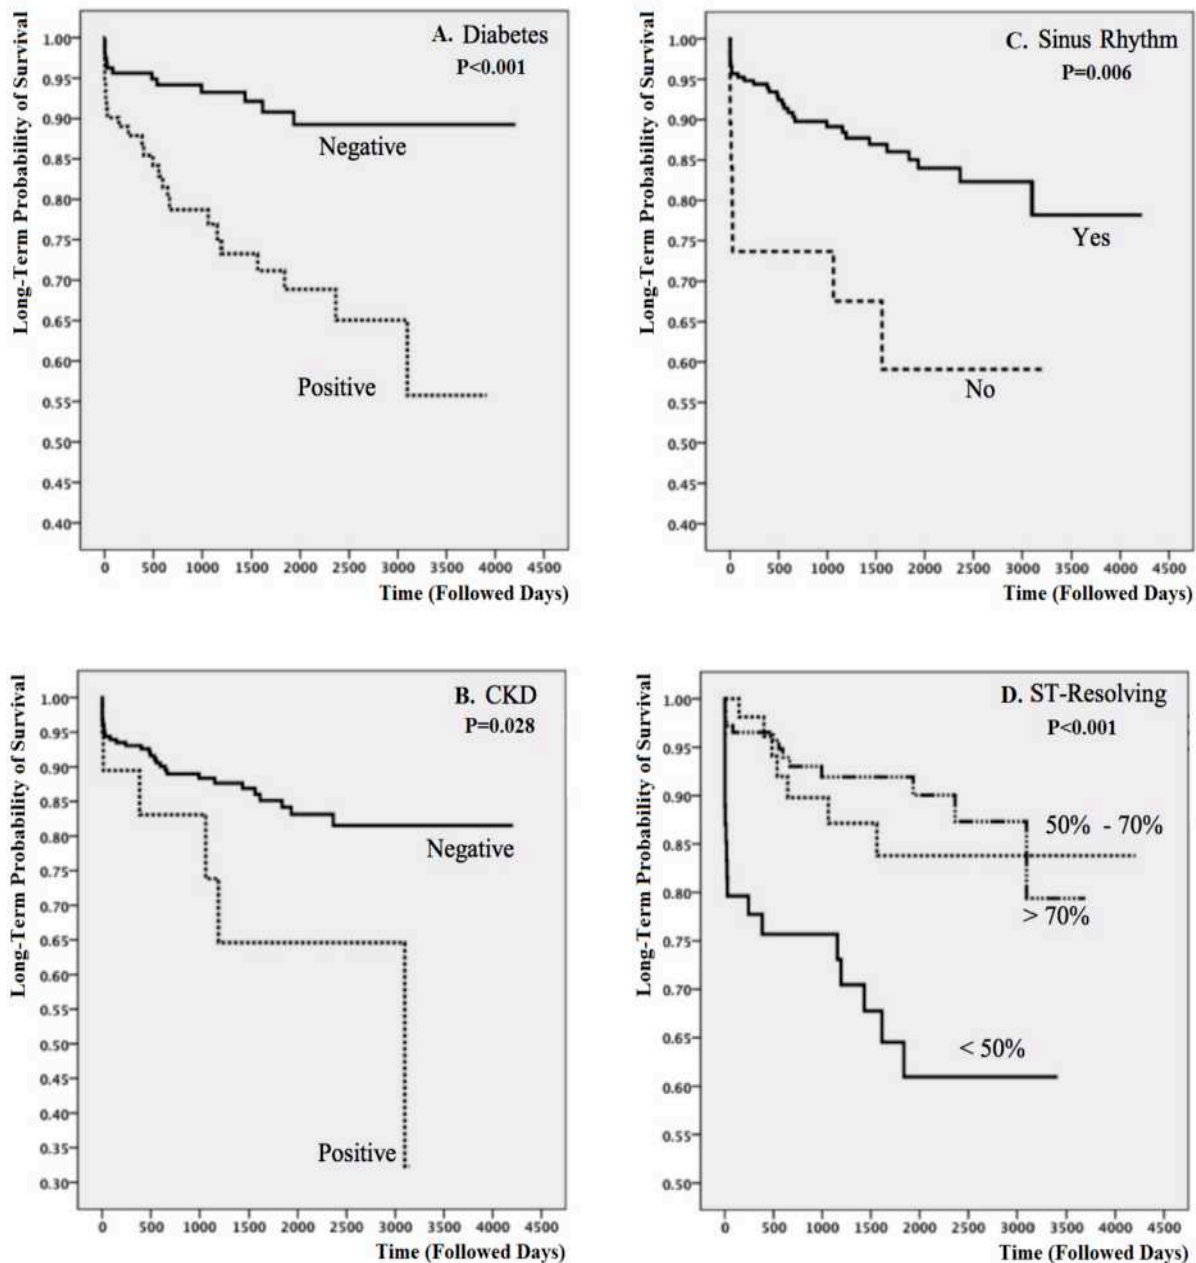 A. Diabetes
P<0.001
Long-Term Probability of Survival
1.00
0.95
0.90
0.85
0.80
0.75
0.70
0.65
0.60
0.55
0.50
0.45
0.40
Negative
Positive
0 500 1000 1500 2000 2500 3000 3500 4000 4500
Time (Followed Days)
C. Sinus Rhythm
P=0.006
Long-Term Probability of Survival
1.00
0.95
0.90
0.85
0.80
0.75
0.70
0.65
0.60
0.55
0.50
0.45
0.40
Yes
No
0 500 1000 1500 2000 2500 3000 3500 4000 4500
Time (Followed Days)
B. CKD
P=0.028
Long-Term Probability of Survival
1.00
0.95
0.90
0.85
0.80
0.75
0.70
0.65
0.60
0.55
0.50
0.45
0.40
0.35
0.30
Negative
Positive
0 500 1000 1500 2000 2500 3000 3500 4000 4500
Time (Followed Days)
D. ST-Resolving
P<0.001
Long-Term Probability of Survival
1.00
0.95
0.90
0.85
0.80
0.75
0.70
0.65
0.60
0.55
0.50
50% - 70%
> 70%
< 50%
0 500 1000 1500 2000 2500 3000 3500 4000 4500
Time (Followed Days)